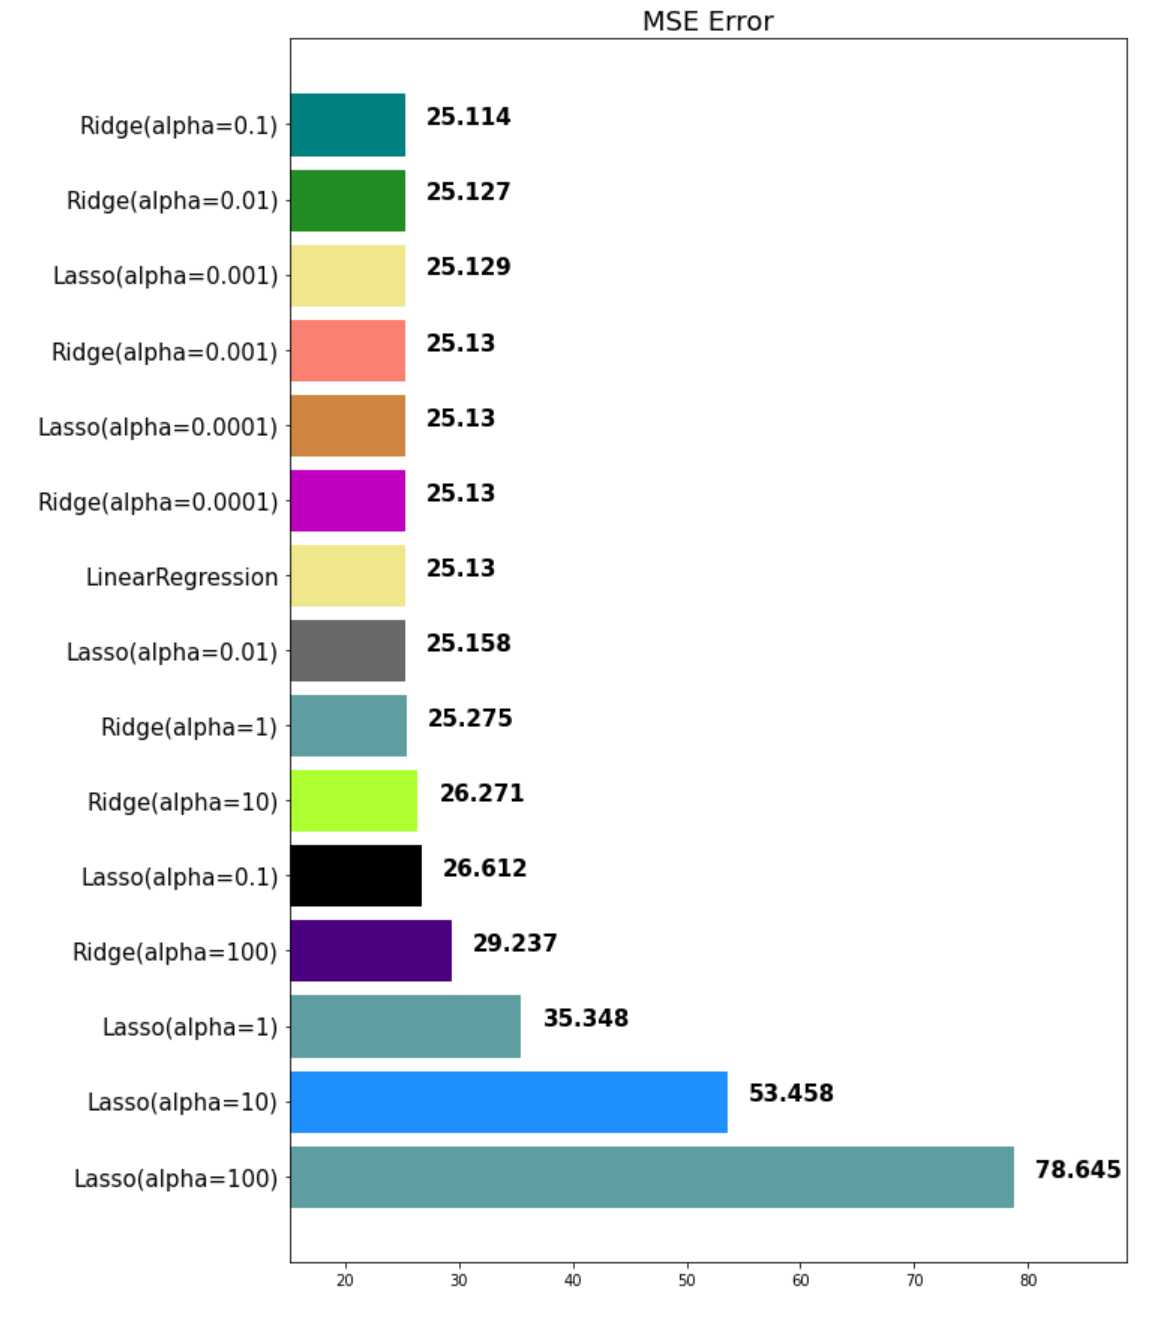 MSE Error
Ridge(alpha=0.1) 25.114
Ridge(alpha=0.01) 25.127
Lasso(alpha=0.001) 25.129
Ridge(alpha=0.001) 25.13
Lasso(alpha=0.0001) 25.13
Ridge(alpha=0.0001) 25.13
LinearRegression 25.13
Lasso(alpha=0.01) 25.158
Ridge(alpha=1) 25.275
Ridge(alpha=10) 26.271
Lasso(alpha=0.1) 26.612
Ridge(alpha=100) 29.237
Lasso(alpha=1) 35.348
Lasso(alpha=10) 53.458
Lasso(alpha=100) 78.645
20 30 40 50 60 70 80